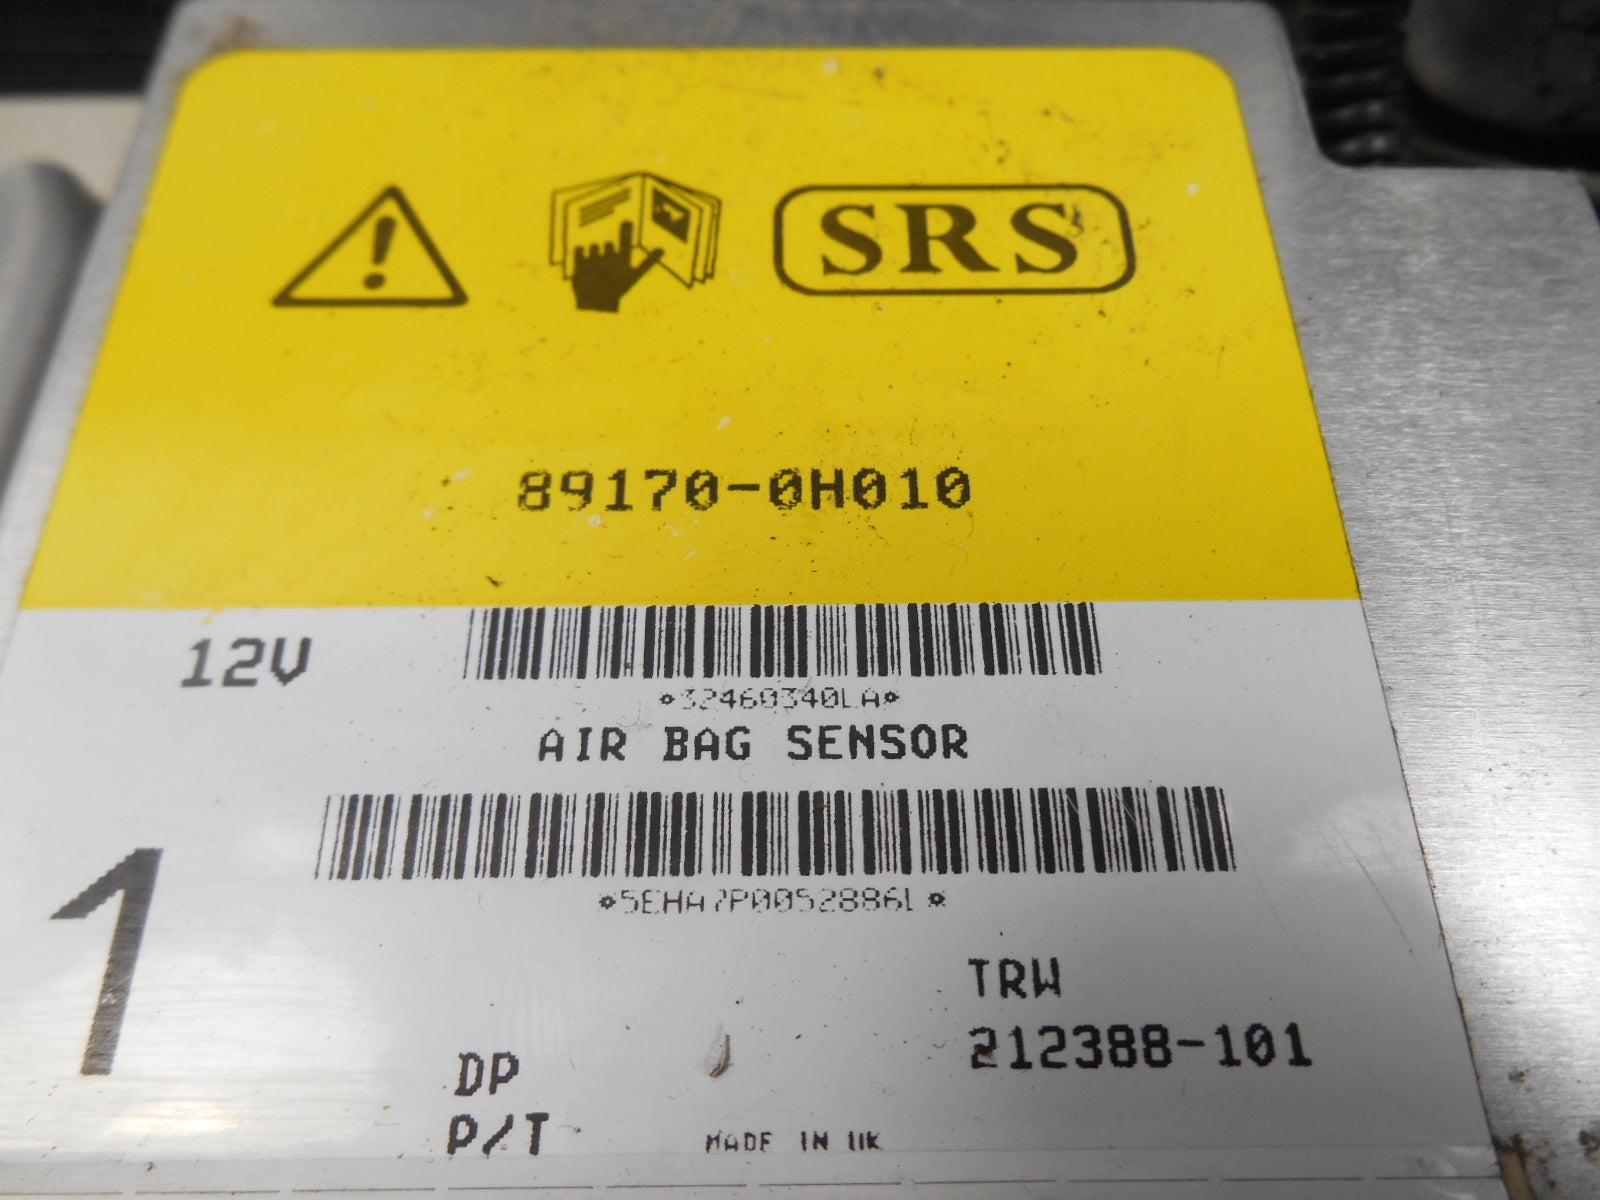 SRS
89170-0H010
12V
*32460340LA*
AIR BAG SENSOR
*5EHA7P0052886L*
1
TRW
212388-101
DP
P/T
MADE IN UK